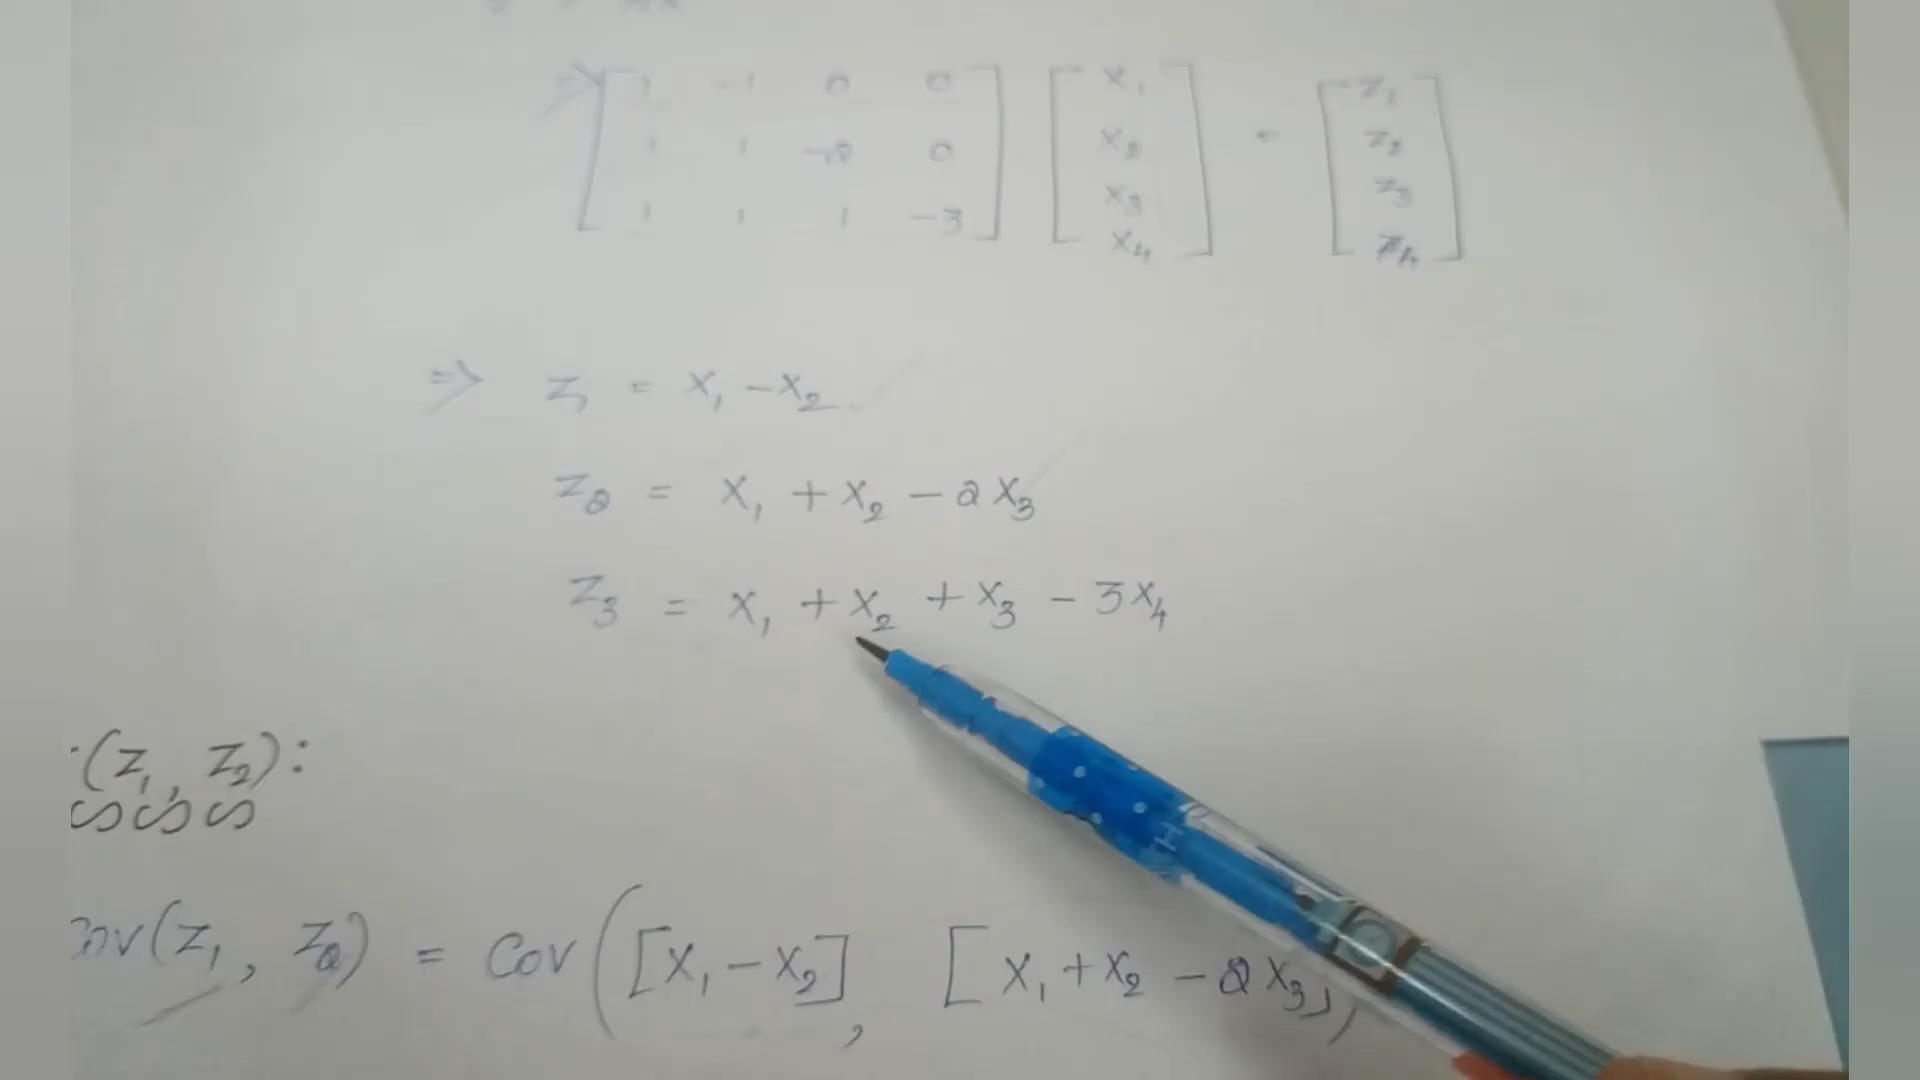 ⇒ [ 1 -1 0 0 ] [ x₁ ] = [ z₁ ]
[ 1 1 -2 0 ] [ x₂ ] [ z₂ ]
[ 1 1 1 -3 ] [ x₃ ] [ z₃ ]
[ x₄ ] [ z₄ ]
⇒ z₁ = x₁ - x₂
z₂ = x₁ + x₂ - 2x₃
z₃ = x₁ + x₂ + x₃ - 3x₄
(z₁, z₂):
Cov(z₁, z₂) = Cov([x₁ - x₂], [x₁ + x₂ - 2x₃,)